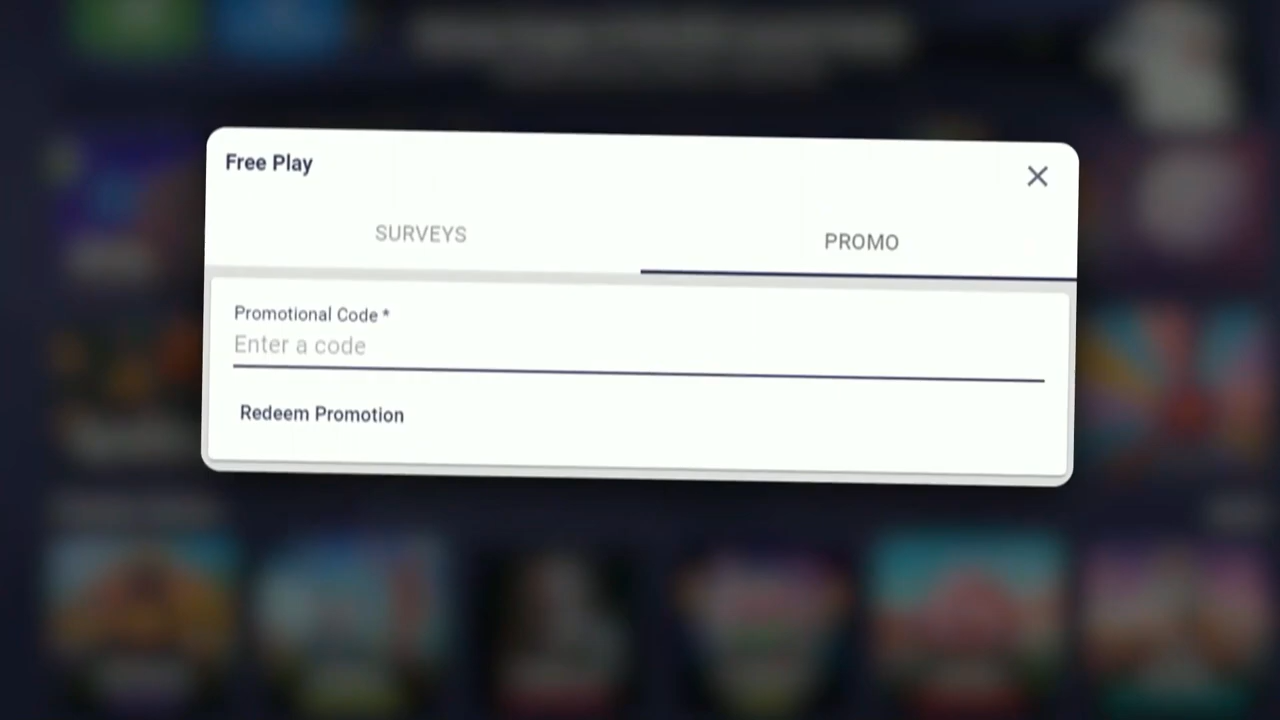 Free Play
SURVEYS
PROMO
Promotional Code *
Enter a code
Redeem Promotion